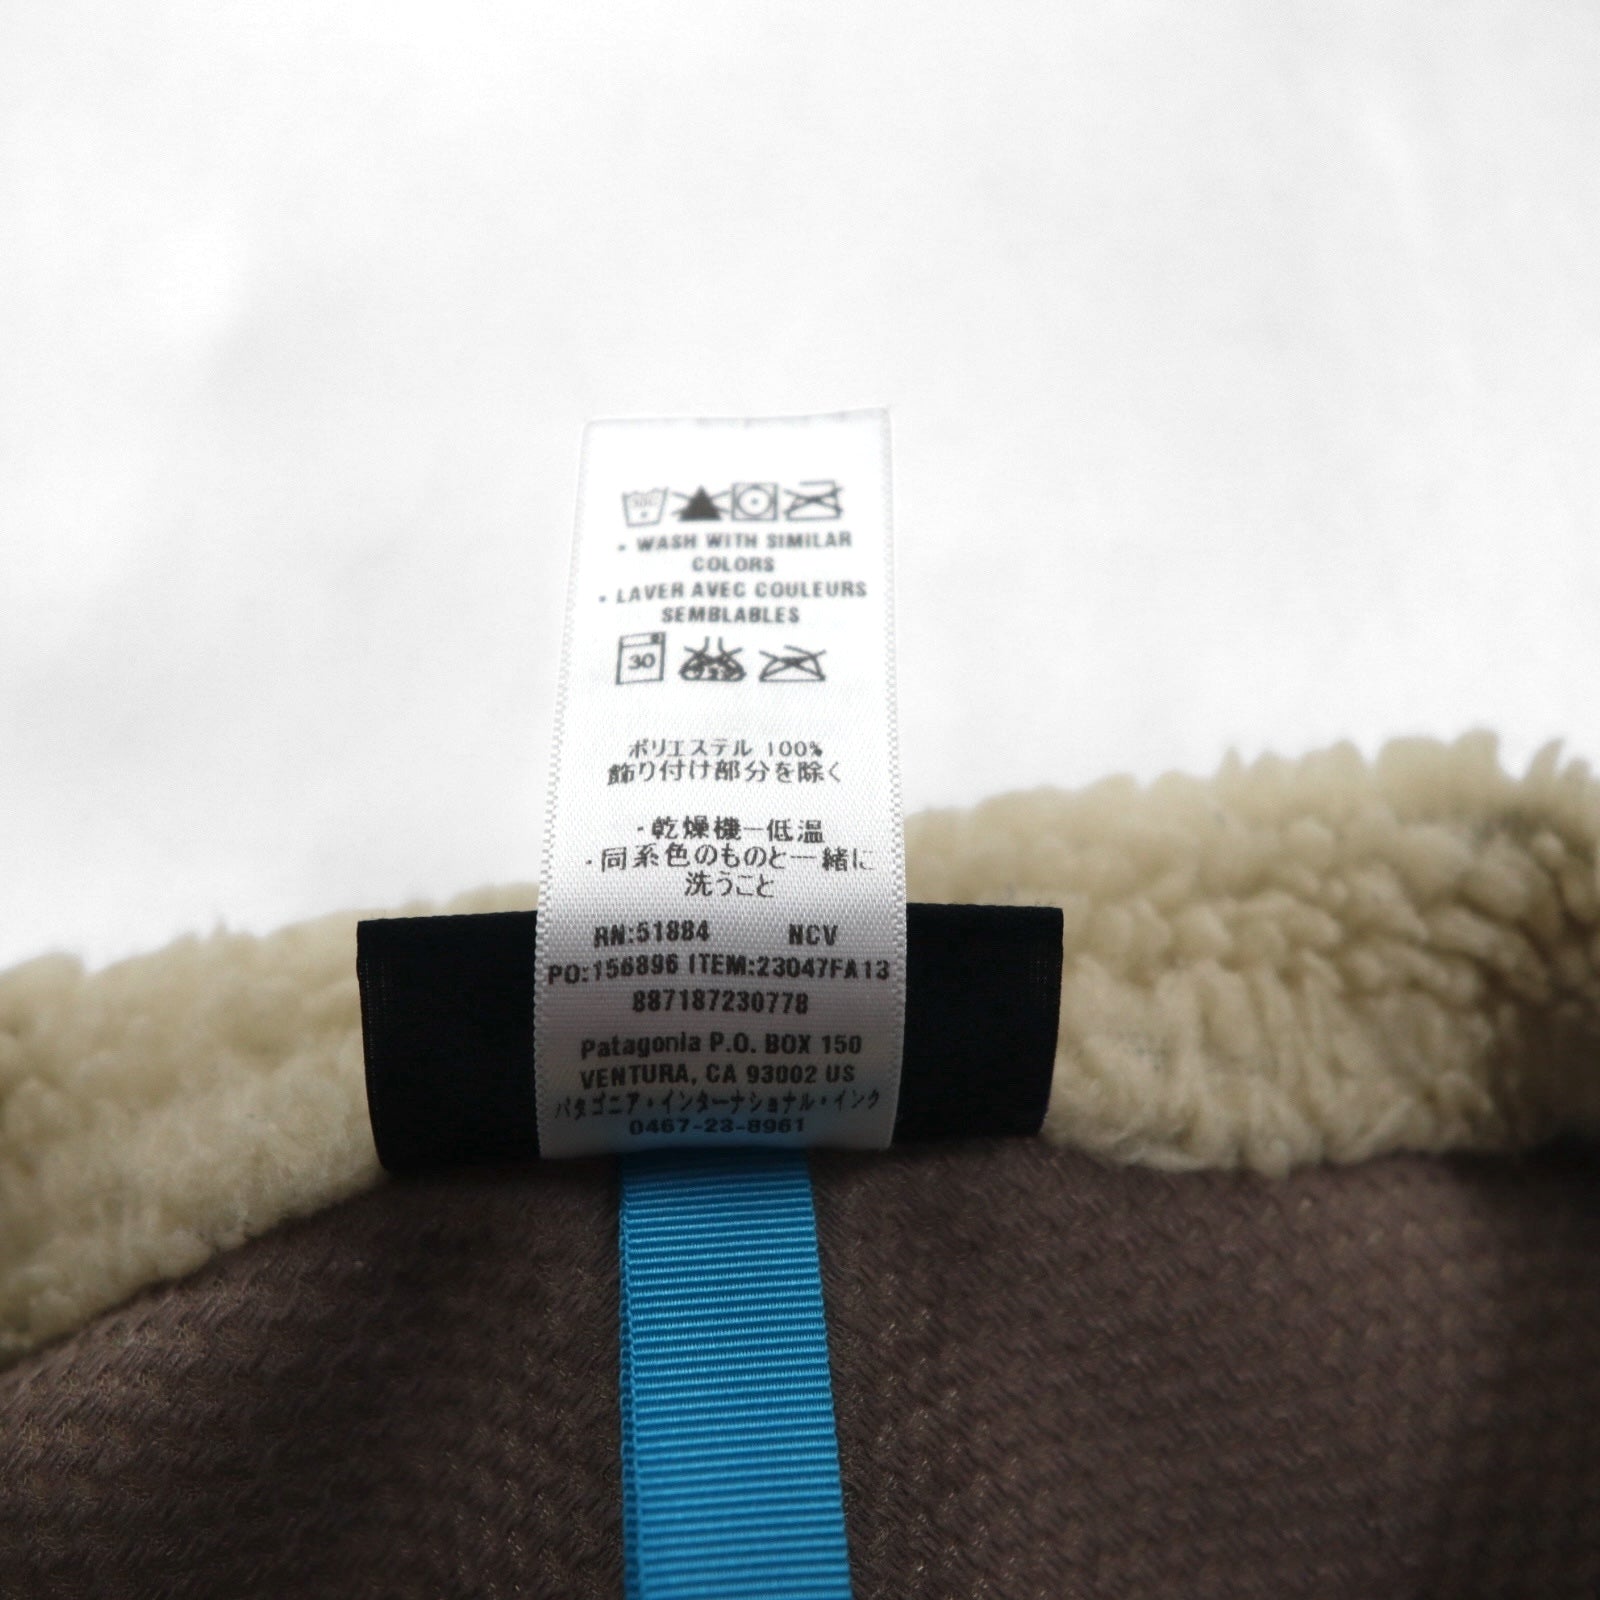 30C
• WASH WITH SIMILAR
COLORS
• LAVER AVEC COULEURS
SEMBLABLES
30
ポリエステル 100%
飾り付け部分を除く
・乾燥機ー低温
・同系色のものと一緒に
洗うこと
RN:51884 NCV
PO:156896 ITEM:23047FA13
887187230778
Patagonia P.O. BOX 150
VENTURA, CA 93002 US
パタゴニア・インターナショナル・インク
0467-23-8961